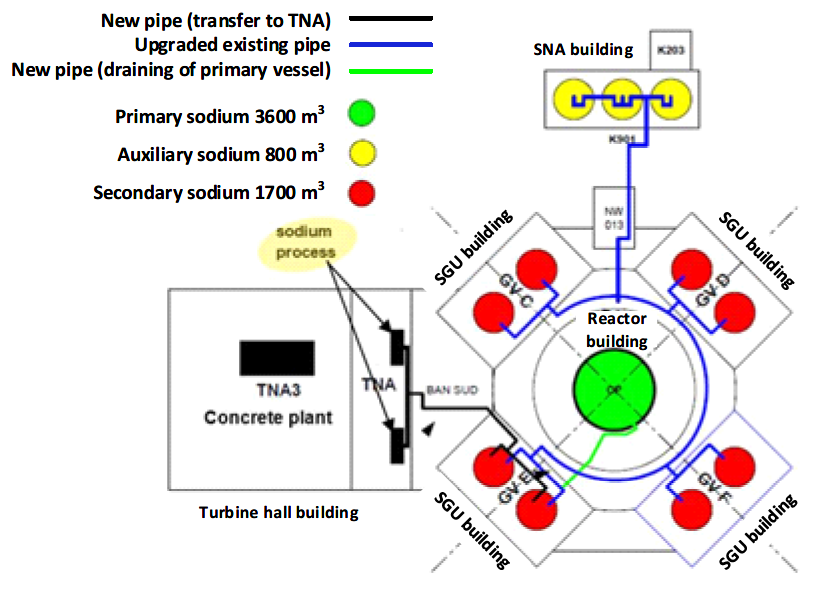 New pipe (transfer to TNA)
Upgraded existing pipe
New pipe (draining of primary vessel)
Primary sodium 3600 m³
Auxiliary sodium 800 m³
Secondary sodium 1700 m³
SNA building
K203
K901
NW
013
sodium
process
SGU building
SGU building
GV-C
GV-D
Reactor
building
CP
TNA3
Concrete plant
TNA
BAN SUD
GV-E
GV-F
Turbine hall building
SGU building
SGU building